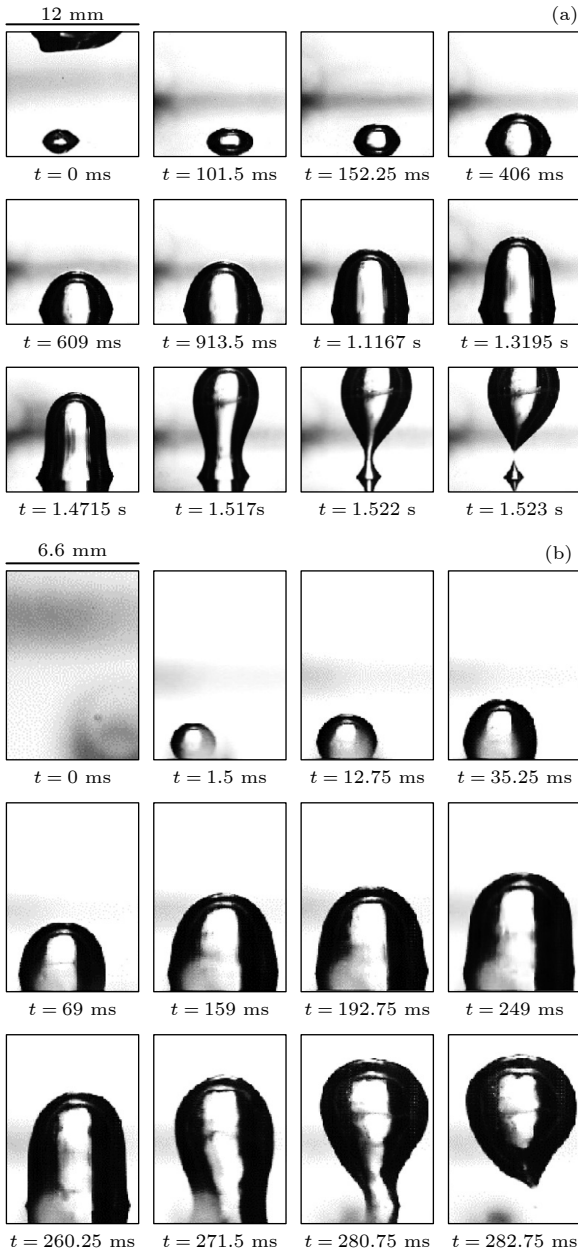 12 mm (a)
t = 0 ms t = 101.5 ms t = 152.25 ms t = 406 ms
t = 609 ms t = 913.5 ms t = 1.1167 s t = 1.3195 s
t = 1.4715 s t = 1.517s t = 1.522 s t = 1.523 s
6.6 mm (b)
t = 0 ms t = 1.5 ms t = 12.75 ms t = 35.25 ms
t = 69 ms t = 159 ms t = 192.75 ms t = 249 ms
t = 260.25 ms t = 271.5 ms t = 280.75 ms t = 282.75 ms